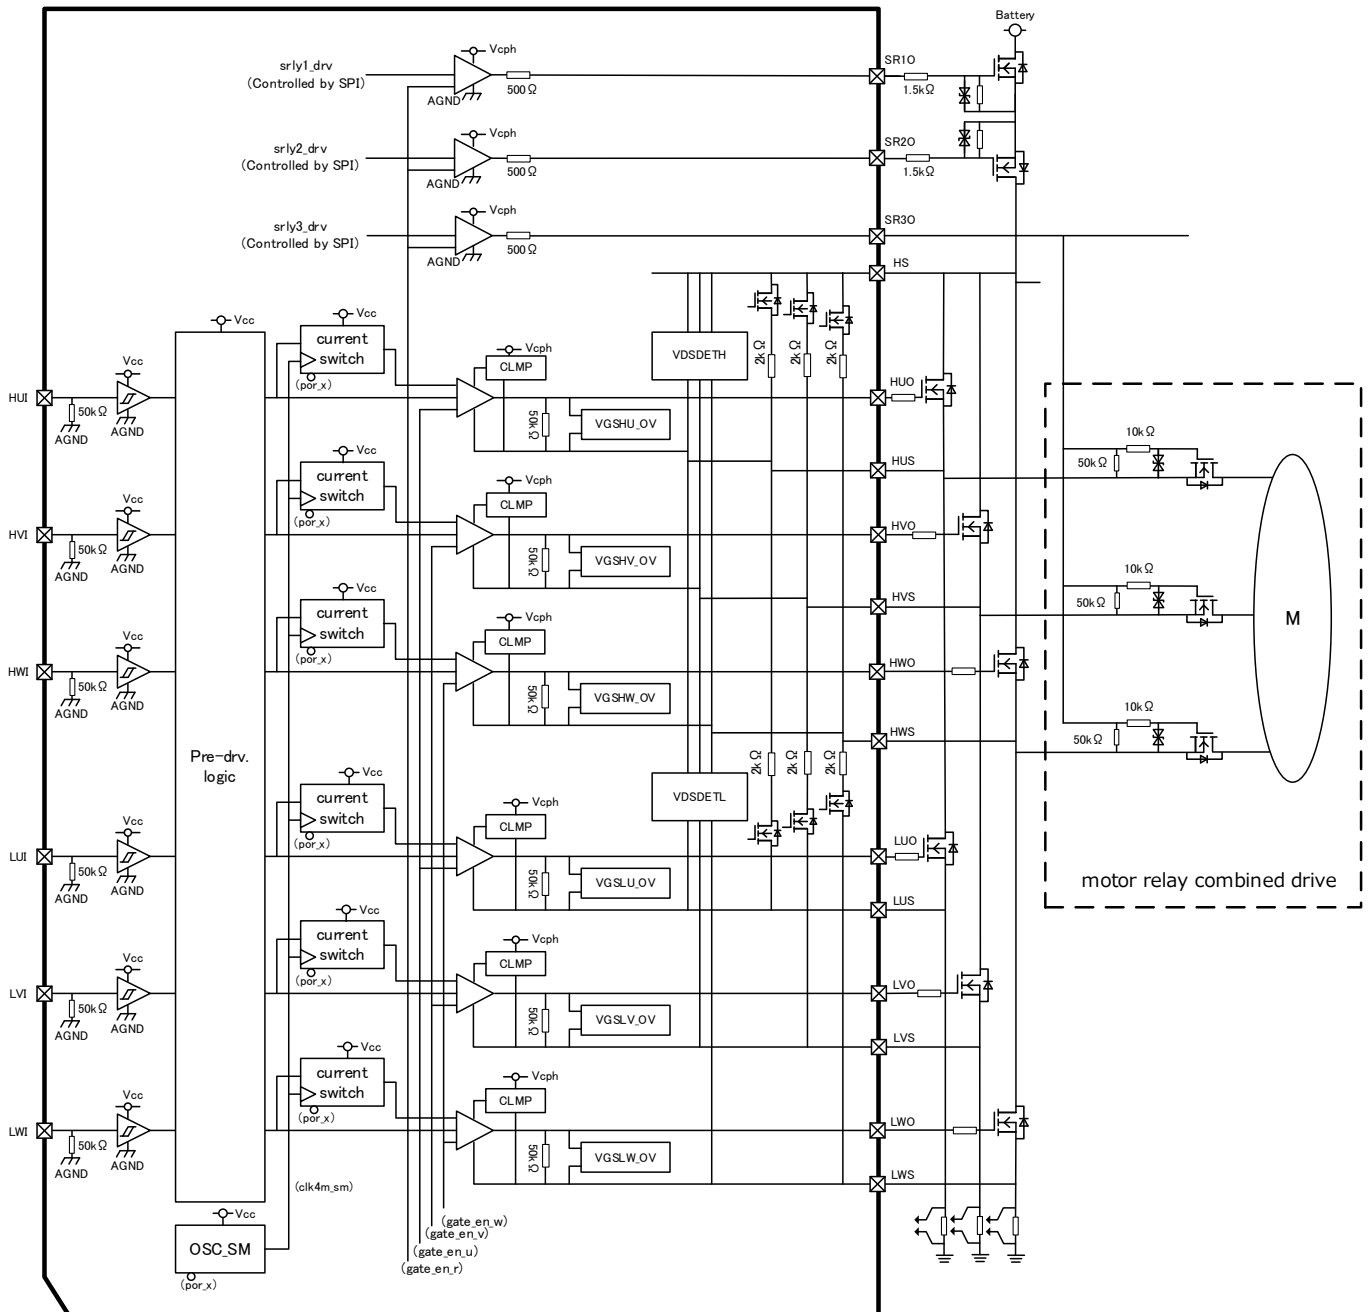 Battery
Vcph
srly1_drv
(Controlled by SPI)
AGND
500Ω
SR1O
1.5kΩ
Vcph
srly2_drv
(Controlled by SPI)
AGND
500Ω
SR2O
1.5kΩ
Vcph
srly3_drv
(Controlled by SPI)
AGND
500Ω
SR3O
HS
Vcc
Pre-drv.
logic
HUI
50kΩ
AGND
Vcc
AGND
Vcc
current
switch
(por_x)
Vcph
CLMP
50kΩ
VGSHU_OV
VDSDETH
2kΩ
2kΩ
2kΩ
HUO
HUS
HVI
50kΩ
AGND
Vcc
AGND
Vcc
current
switch
(por_x)
Vcph
CLMP
50kΩ
VGSHV_OV
HVO
HVS
HWI
50kΩ
AGND
Vcc
AGND
Vcc
current
switch
(por_x)
Vcph
CLMP
50kΩ
VGSHW_OV
HWO
HWS
10kΩ
50kΩ
10kΩ
50kΩ
10kΩ
50kΩ
M
motor relay combined drive
LUI
50kΩ
AGND
Vcc
AGND
Vcc
current
switch
(por_x)
Vcph
CLMP
50kΩ
VGSLU_OV
VDSDETL
2kΩ
2kΩ
2kΩ
LUO
LUS
LVI
50kΩ
AGND
Vcc
AGND
Vcc
current
switch
(por_x)
Vcph
CLMP
50kΩ
VGSLV_OV
LVO
LVS
LWI
50kΩ
AGND
Vcc
AGND
Vcc
current
switch
(por_x)
Vcph
CLMP
50kΩ
VGSLW_OV
LWO
LWS
(clk4m_sm)
Vcc
OSC_SM
(por_x)
(gate_en_w)
(gate_en_v)
(gate_en_u)
(gate_en_r)